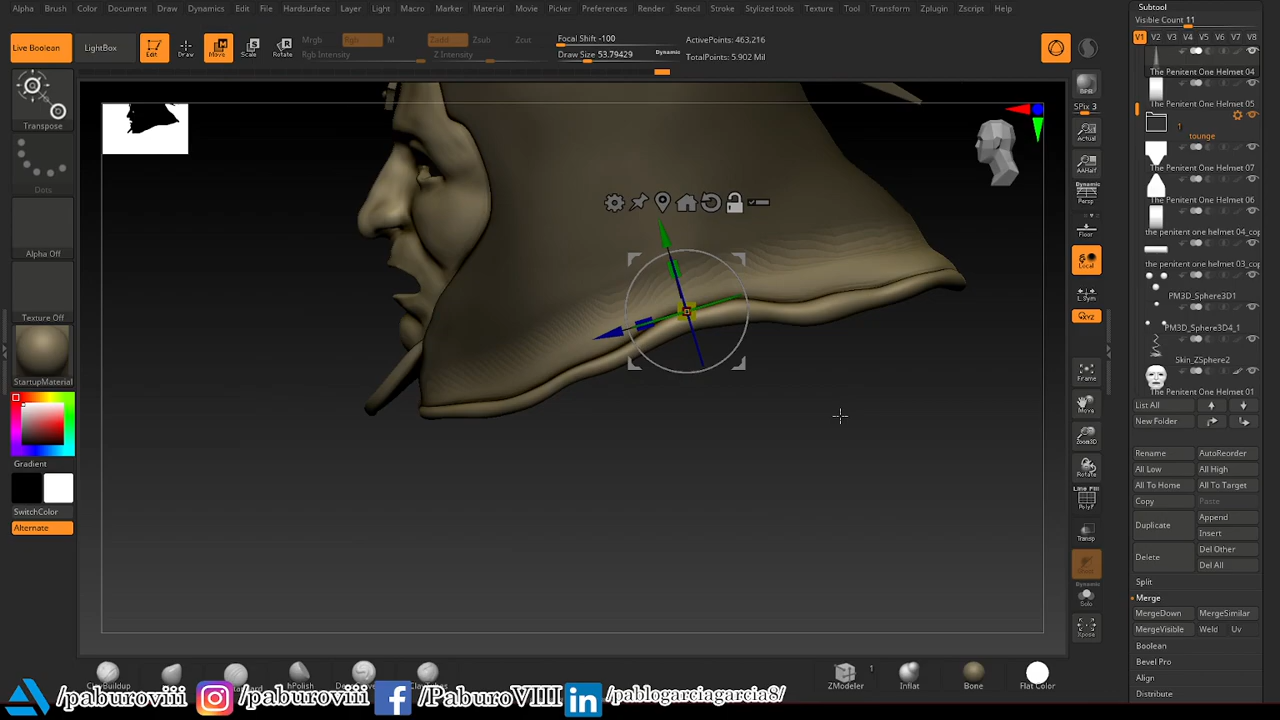 Alpha Brush Color Document Draw Dynamics Edit File Hardsurface Layer Light Macro Marker Material Movie Picker Preferences Render Stencil Stroke Stylized tools Texture Tool Transform Zplugin Zscript Help
Live Boolean LightBox Edit Draw Move Scale Rotate
Mrgb Rgb
Rgb Intensity
Zadd Zsub Zcut
Z Intensity
Focal Shift -100
Draw Size 53.79429 Dynamic
ActivePoints: 463,216
TotalPoints: 5.902 Mil
Transpose
Dots
Alpha Off
Texture Off
StartupMaterial
Gradient
SwitchColor
Alternate
BPR
SPix 3
Actual
AAHalf
Dynamic
Persp
Floor
Local
L.Sym
XYZ
Frame
Move
Zoom3D
Rotate
Line Fill
PolyF
Transp
Dynamic
Solo
Xpose
Subtool
Visible Count 11
V1 V2 V3 V4 V5 V6 V7 V8
The Penitent One Helmet 04
The Penitent One Helmet 05
1
tounge
The Penitent One Helmet 07
The Penitent One Helmet 06
the penitent one helmet 04_cop
the penitent one helmet 03_cop
PM3D_Sphere3D1
PM3D_Sphere3D4_1
Skin_ZSphere2
The Penitent One Helmet 01
List All
New Folder
Rename AutoReorder
All Low All High
All To Home All To Target
Copy Paste
Duplicate Append
Insert
Delete Del Other
Del All
Split
Merge
MergeDown MergeSimilar
MergeVisible Weld Uv
Boolean
Bevel Pro
Align
Distribute
ClayBuildup hPolish
ZModeler 1 Inflat Bone Flat Color
/paburoviii /paburoviii /PaburoVIII /pablogarciagarcia8/